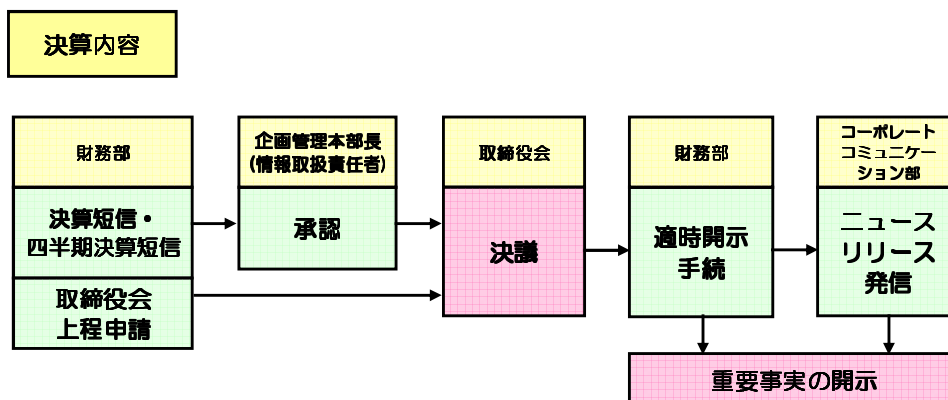 決算内容
財務部
決算短信・
四半期決算短信
取締役会
上程申請
企画管理本部長
(情報取扱責任者)
承認
取締役会
決議
財務部
適時開示
手続
コーポレート
コミュニケー
ション部
ニュース
リリース
発信
重要事実の開示